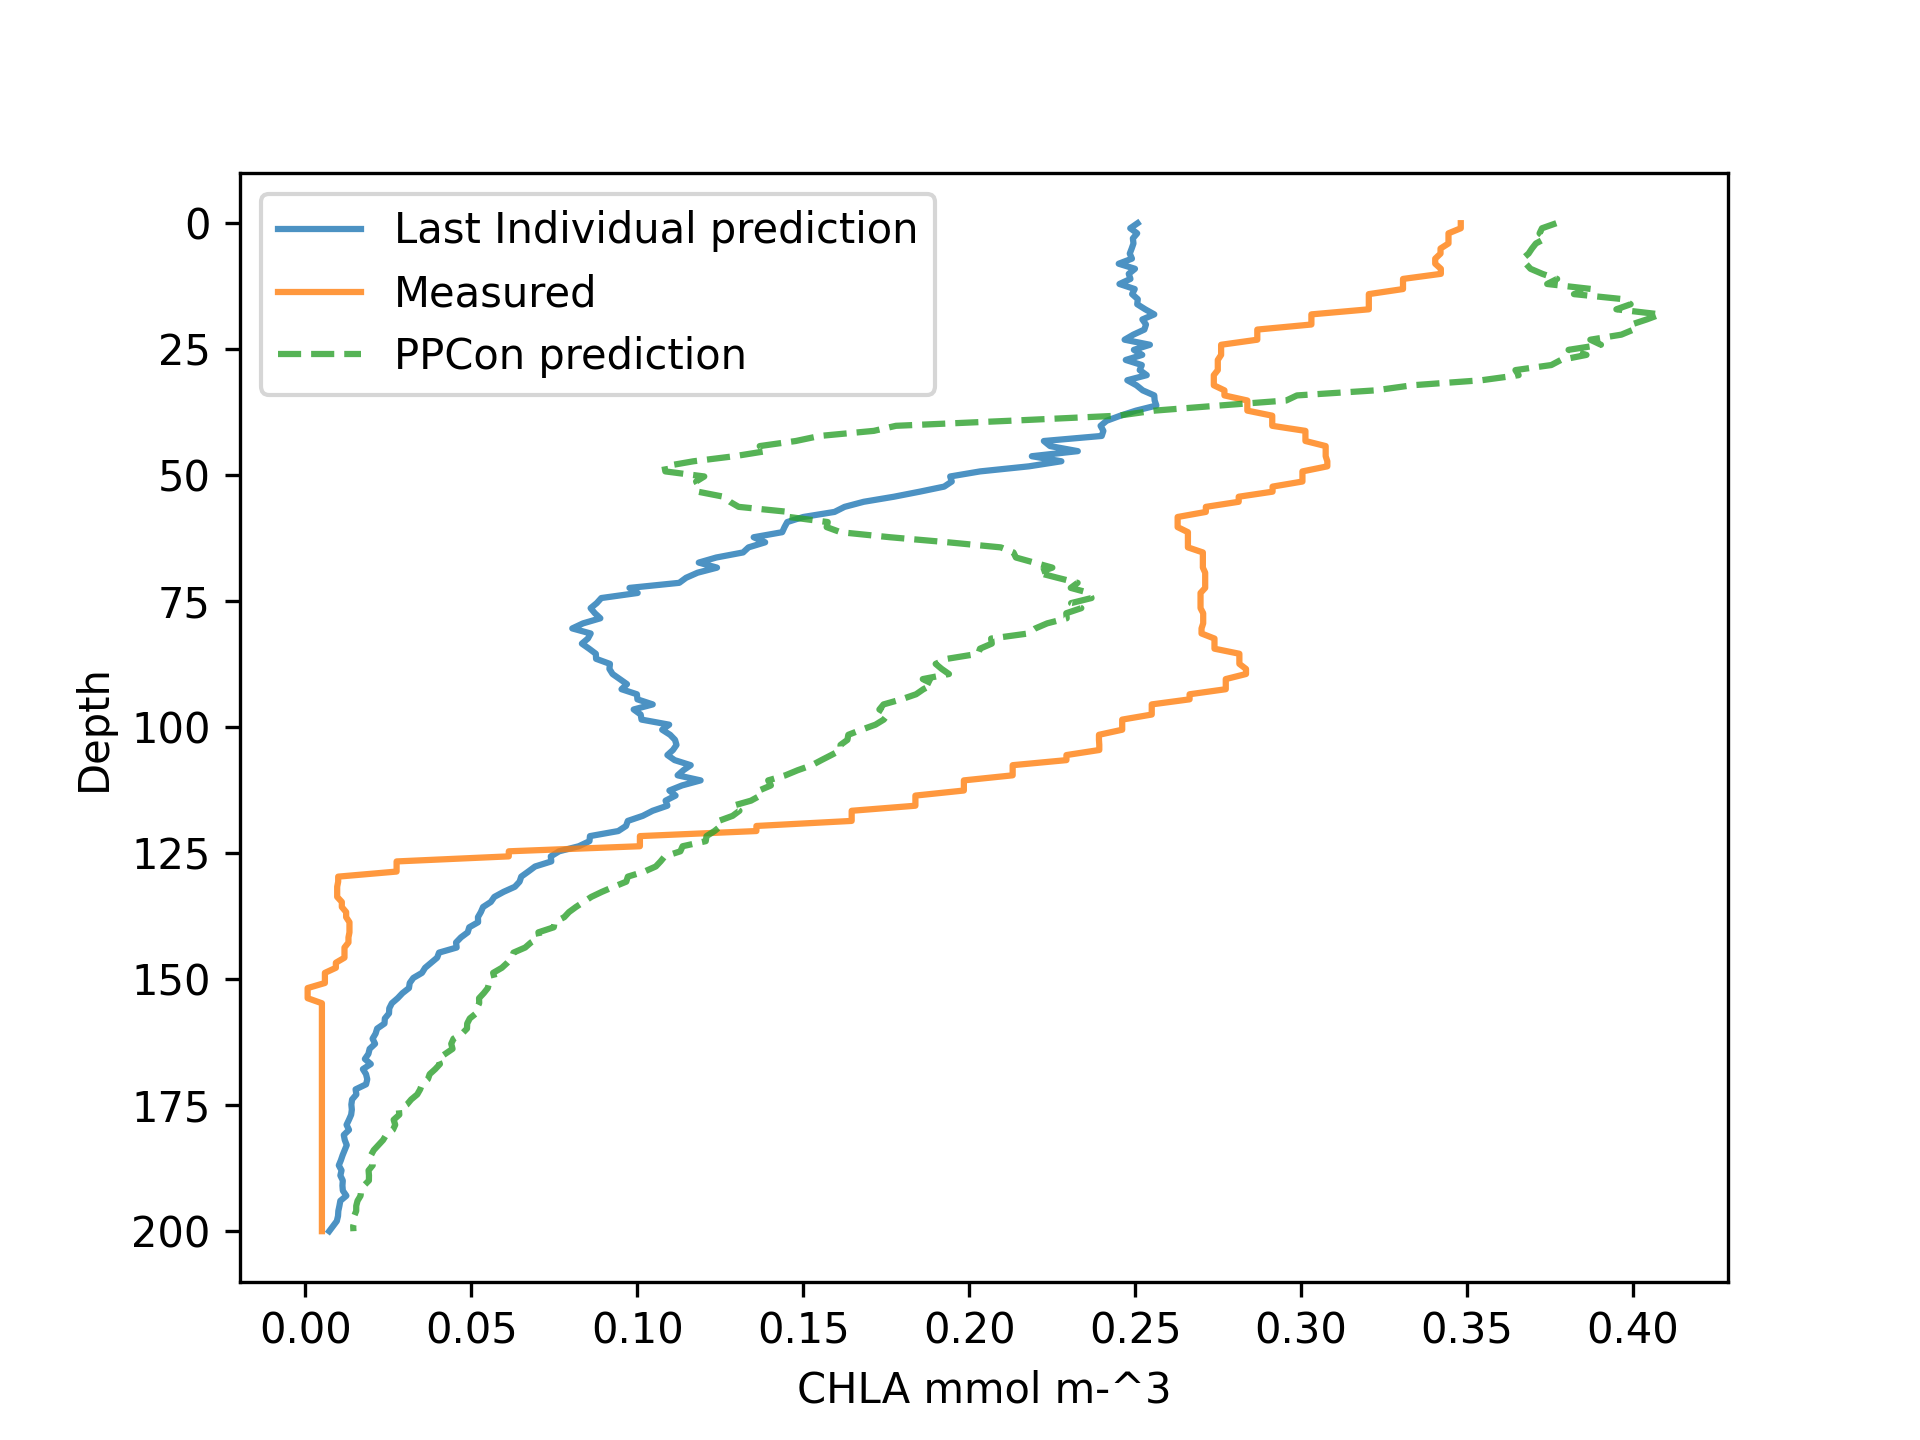 Last Individual prediction
Measured
PPCon prediction
0
25
50
75
100
125
150
175
200
Depth
0.00 0.05 0.10 0.15 0.20 0.25 0.30 0.35 0.40
CHLA mmol m-^3